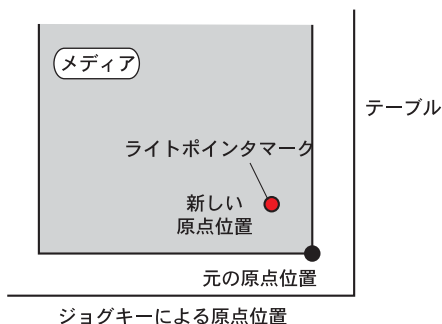 メディア
テーブル
ライトポインタマーク
新しい
原点位置
元の原点位置
ジョグキーによる原点位置